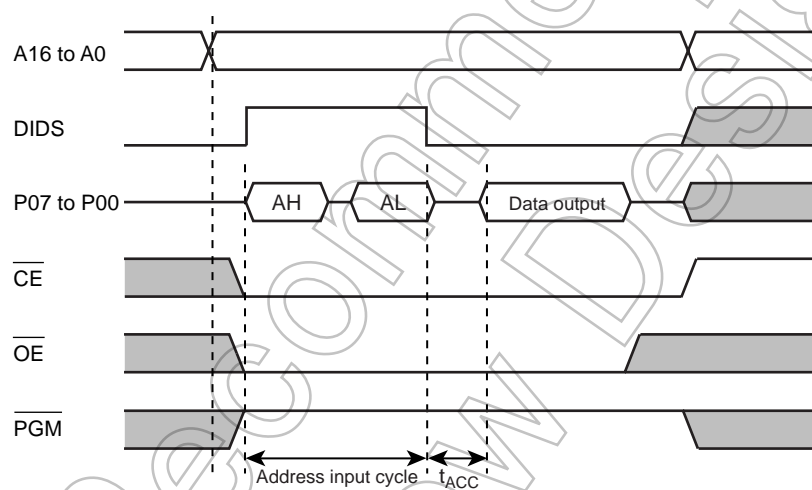 A16 to A0
DIDS
P07 to P00
AH
AL
Data output
CE
OE
PGM
Address input cycle
tACC